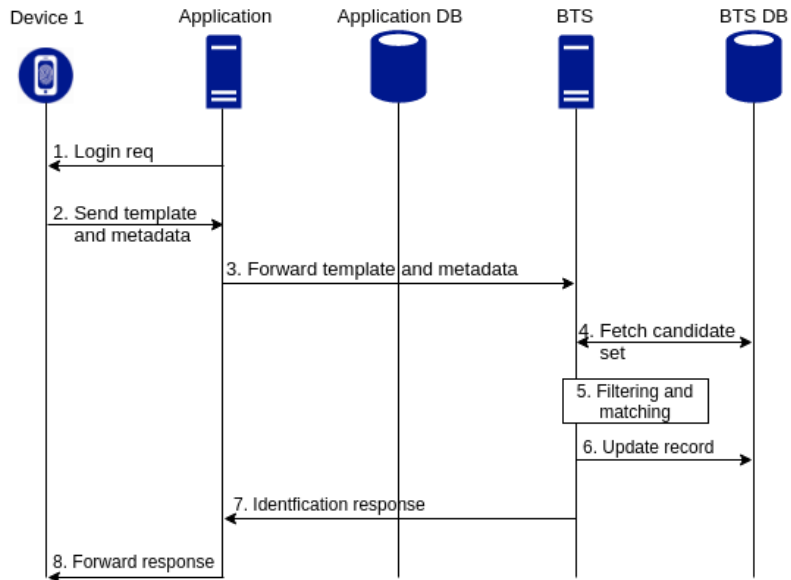 Device 1
Application
Application DB
BTS
BTS DB
1. Login req
2. Send template
and metadata
3. Forward template and metadata
4. Fetch candidate
set
5. Filtering and
matching
6. Update record
7. Identfication response
8. Forward response